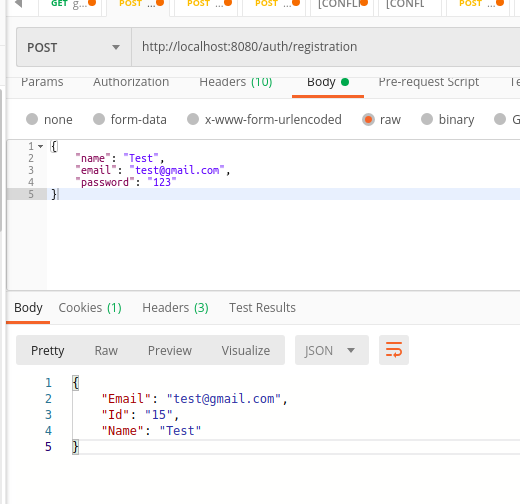 GET g... POST ... POST ... POST ... [CONFLI [CONFL POST ...
POST http://localhost:8080/auth/registration
Params Authorization Headers (10) Body Pre-request Script Te
none form-data x-www-form-urlencoded raw binary G
1 {
2 "name": "Test",
3 "email": "test@gmail.com",
4 "password": "123"
5 }
Body Cookies (1) Headers (3) Test Results
Pretty Raw Preview Visualize JSON
1 {
2 "Email": "test@gmail.com",
3 "Id": "15",
4 "Name": "Test"
5 }